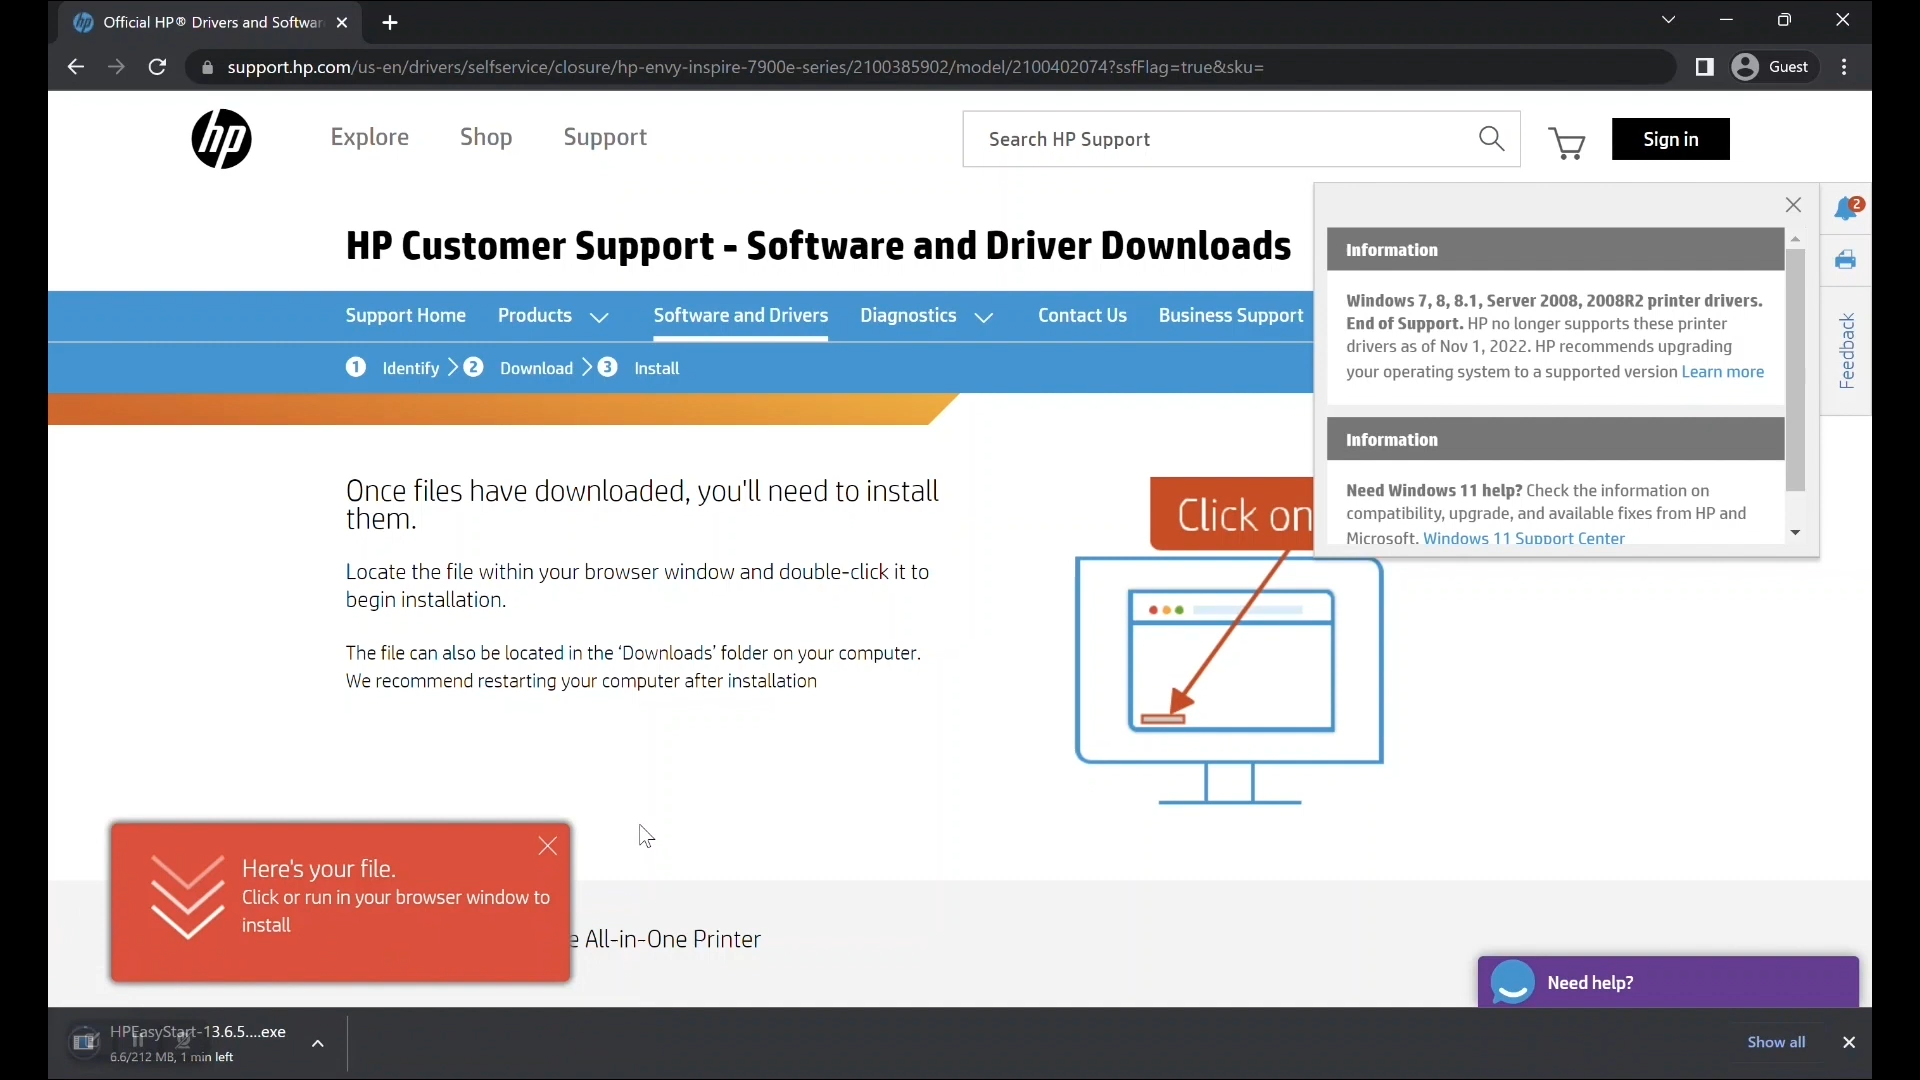 Official HP® Drivers and Softwar
support.hp.com/us-en/drivers/selfservice/closure/hp-envy-inspire-7900e-series/2100385902/model/2100402074?ssfFlag=true&sku=
Guest
hp
Explore
Shop
Support
Search HP Support
Sign in
HP Customer Support - Software and Driver Downloads
2
Support Home
Products
Software and Drivers
Diagnostics
Contact Us
Business Support
1 Identify
2 Download
3 Install
Information
Windows 7, 8, 8.1, Server 2008, 2008R2 printer drivers.
End of Support. HP no longer supports these printer
drivers as of Nov 1, 2022. HP recommends upgrading
your operating system to a supported version Learn more
Information
Need Windows 11 help? Check the information on
compatibility, upgrade, and available fixes from HP and
Microsoft. Windows 11 Support Center
Feedback
Once files have downloaded, you'll need to install
them.
Locate the file within your browser window and double-click it to
begin installation.
The file can also be located in the ‘Downloads’ folder on your computer.
We recommend restarting your computer after installation
Click on
Here's your file.
Click or run in your browser window to
install
e All-in-One Printer
Need help?
HPEasyStart-13.6.5....exe
6.6/212 MB, 1 min left
Show all